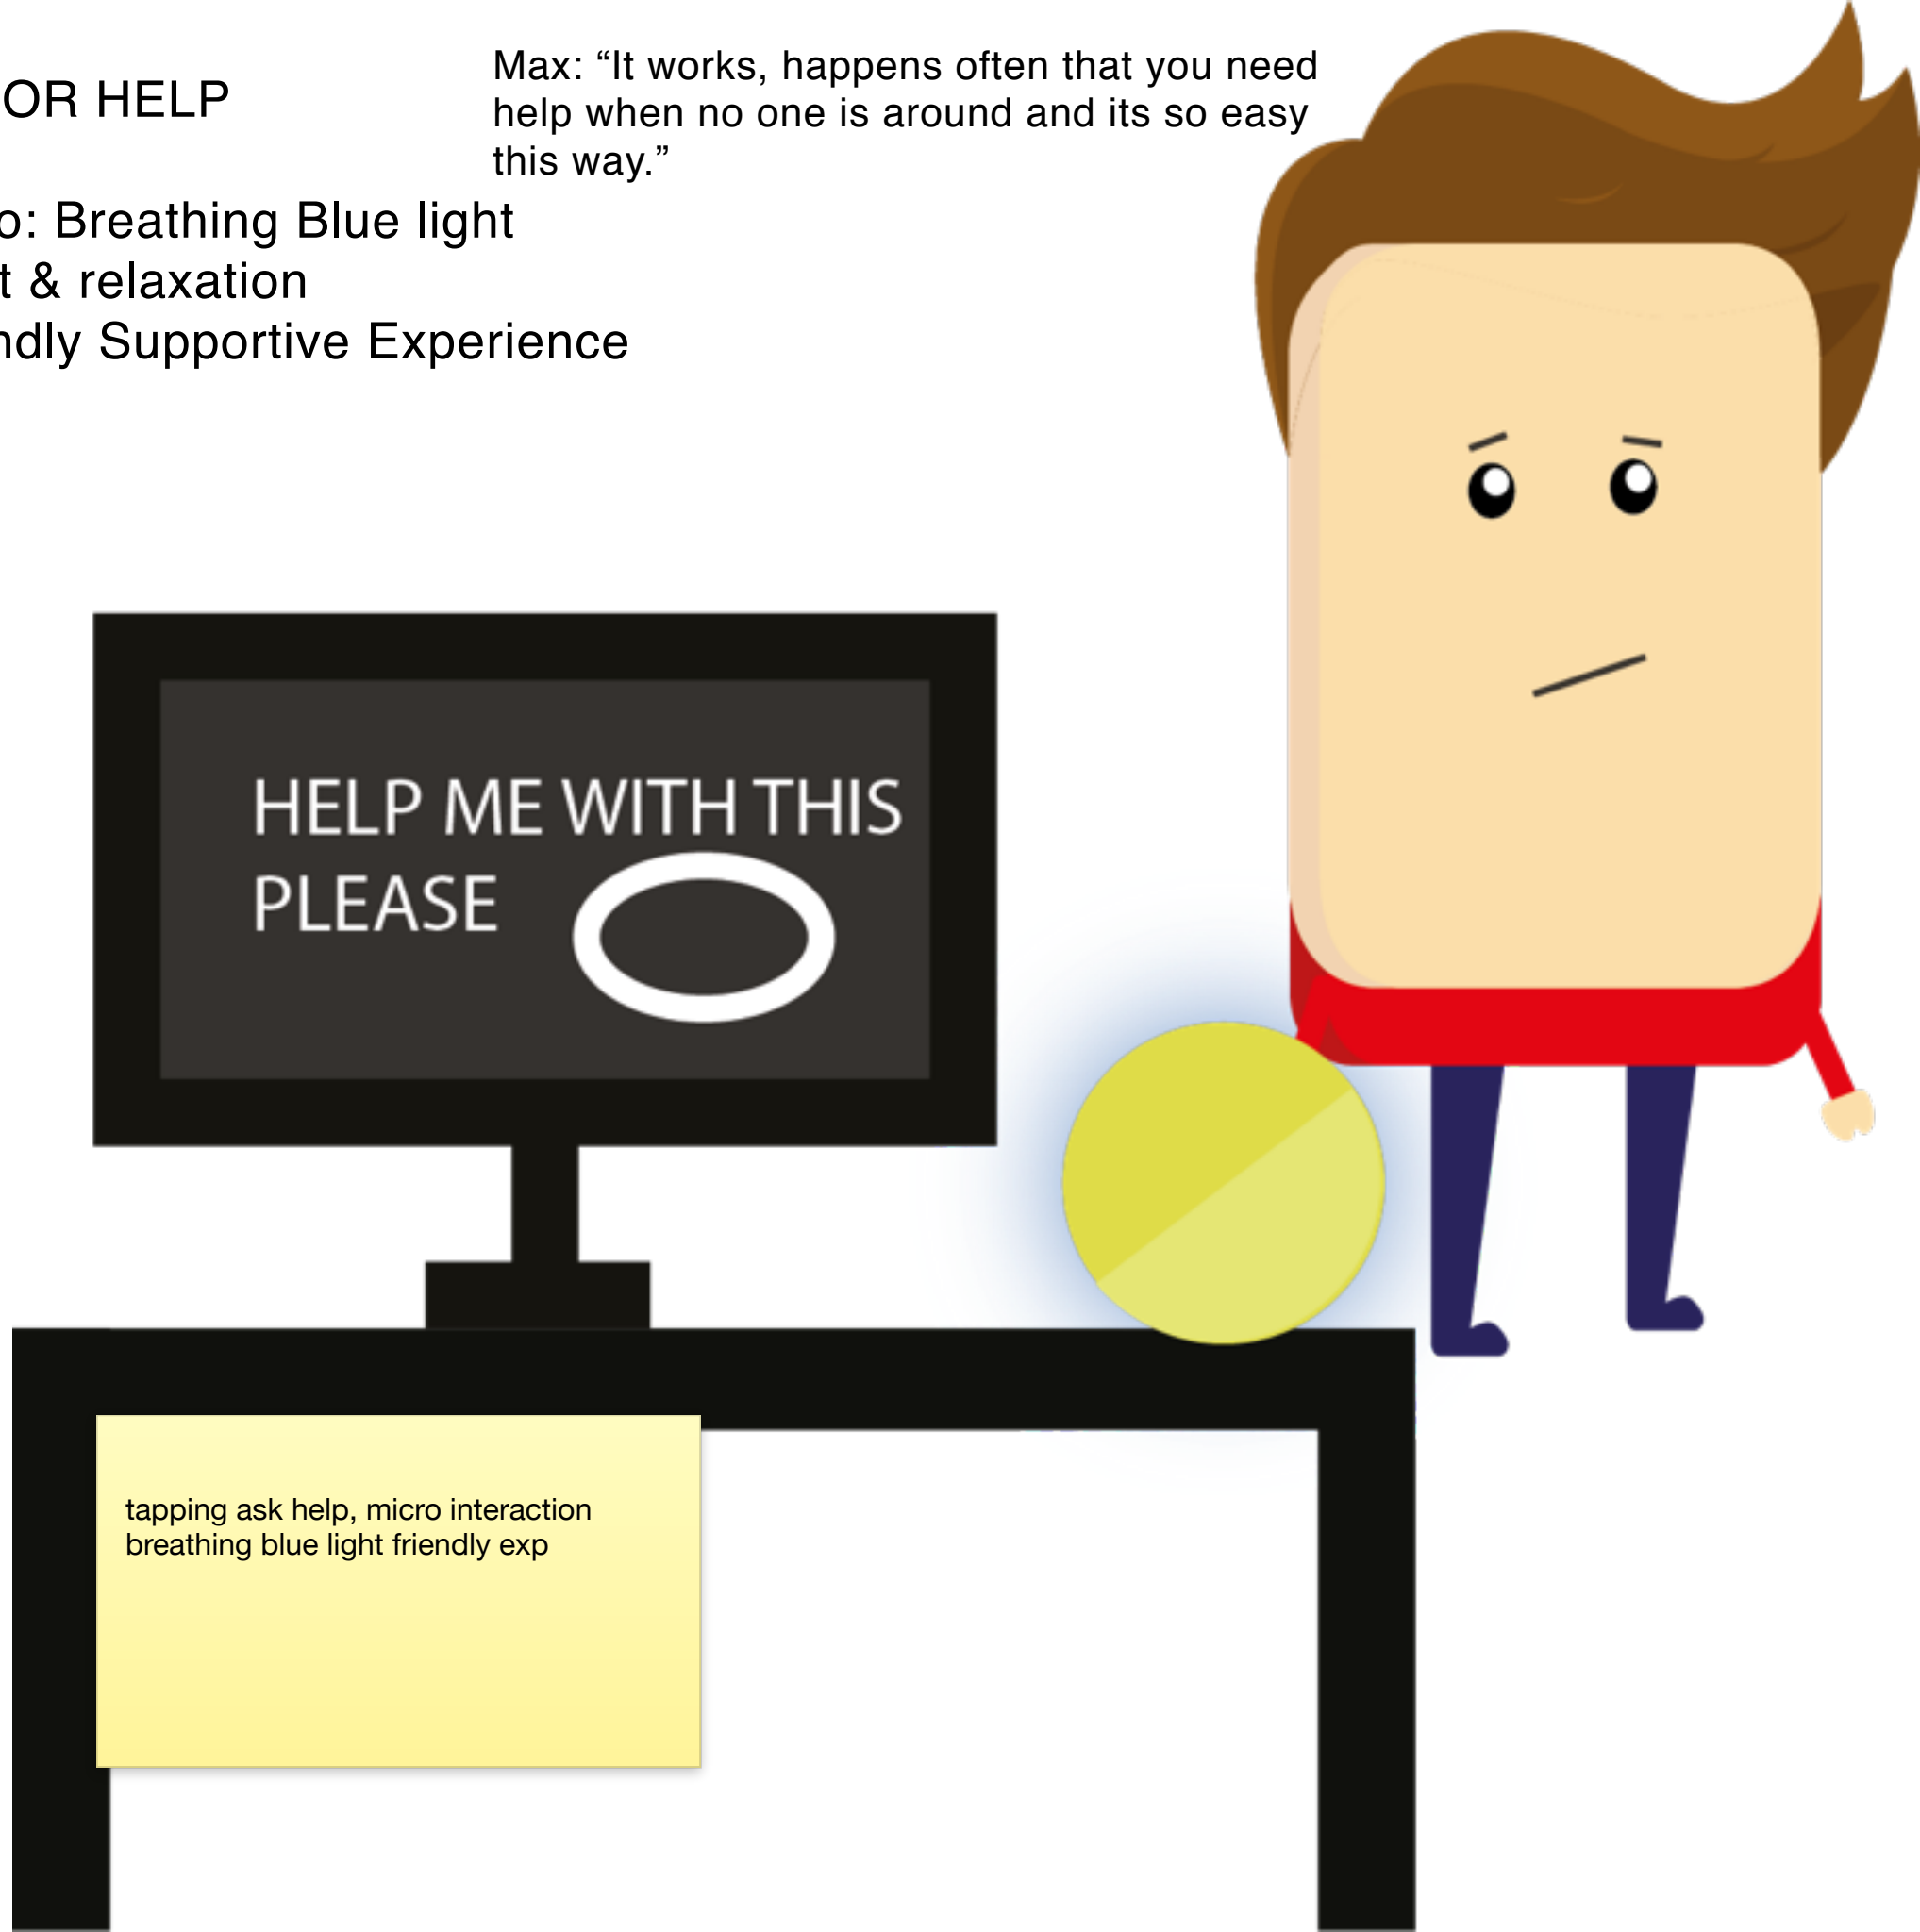 OR HELP
Max: “It works, happens often that you need
help when no one is around and its so easy
this way.”
o: Breathing Blue light
t & relaxation
ndly Supportive Experience
HELP ME WITH THIS
PLEASE
tapping ask help, micro interaction
breathing blue light friendly exp